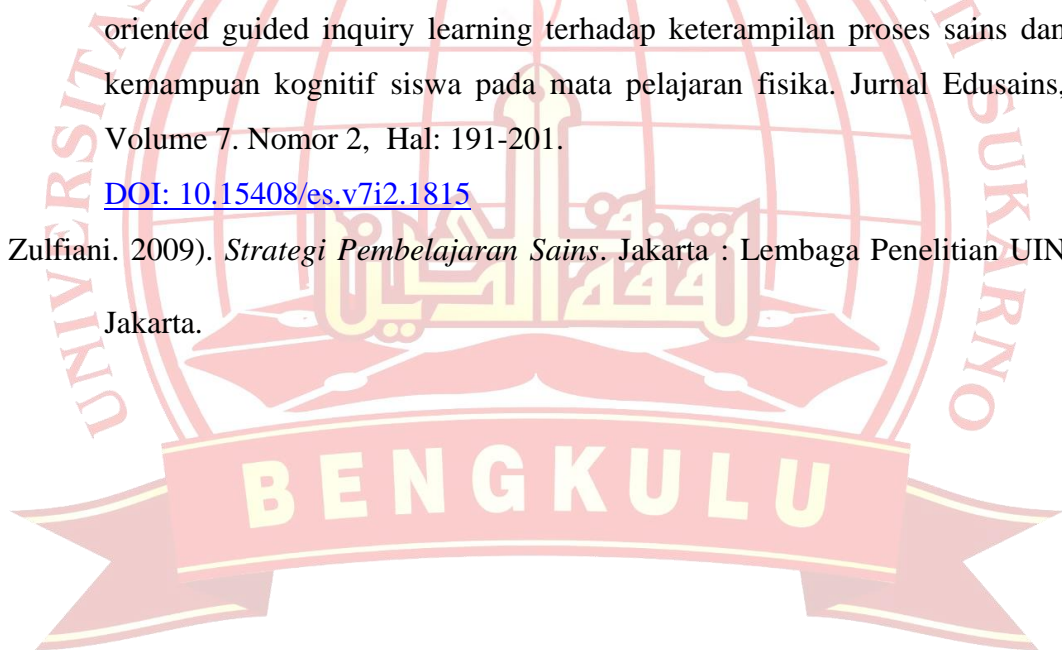 oriented guided inquiry learning terhadap keterampilan proses sains dan
kemampuan kognitif siswa pada mata pelajaran fisika. Jurnal Edusains,
Volume 7. Nomor 2, Hal: 191-201.
DOI: 10.15408/es.v7i2.1815
Zulfiani. 2009). Strategi Pembelajaran Sains. Jakarta : Lembaga Penelitian UIN
Jakarta.
BENGKULU